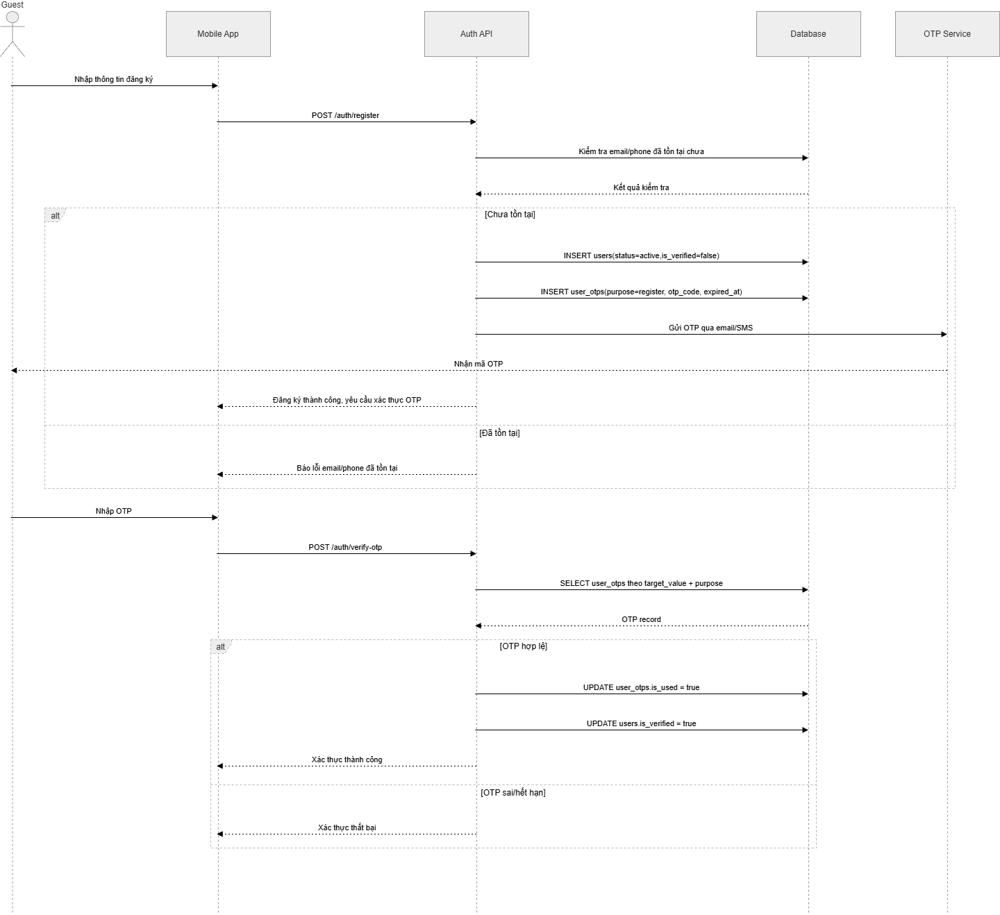 Guest
Mobile App
Auth API
Database
OTP Service
Nhập thông tin đăng ký
POST /auth/register
Kiểm tra email/phone đã tồn tại chưa
Kết quả kiểm tra
alt
[Chưa tồn tại]
INSERT users(status=active,is_verified=false)
INSERT user_otps(purpose=register, otp_code, expired_at)
Gửi OTP qua email/SMS
Nhận mã OTP
Đăng ký thành công, yêu cầu xác thực OTP
[Đã tồn tại]
Báo lỗi email/phone đã tồn tại
Nhập OTP
POST /auth/verify-otp
SELECT user_otps theo target_value + purpose
OTP record
alt
[OTP hợp lệ]
UPDATE user_otps.is_used = true
UPDATE users.is_verified = true
Xác thực thành công
[OTP sai/hết hạn]
Xác thực thất bại